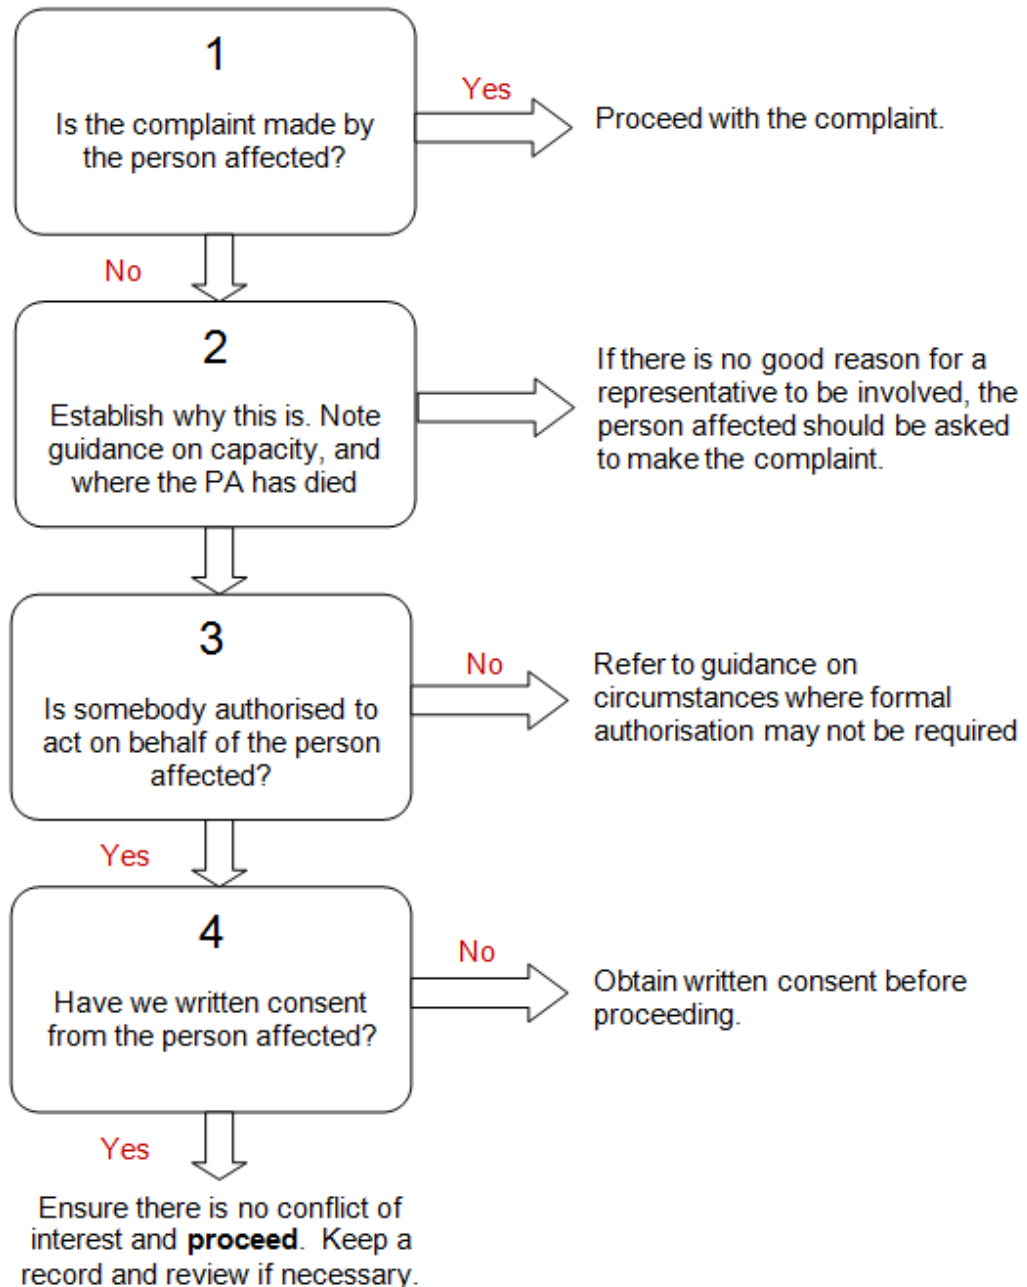 1
Is the complaint made by
the person affected?
Yes
Proceed with the complaint.
No
2
Establish why this is. Note
guidance on capacity, and
where the PA has died
If there is no good reason for a
representative to be involved, the
person affected should be asked
to make the complaint.
3
Is somebody authorised to
act on behalf of the person
affected?
No
Refer to guidance on
circumstances where formal
authorisation may not be required
Yes
4
Have we written consent
from the person affected?
No
Obtain written consent before
proceeding.
Yes
Ensure there is no conflict of
interest and proceed. Keep a
record and review if necessary.